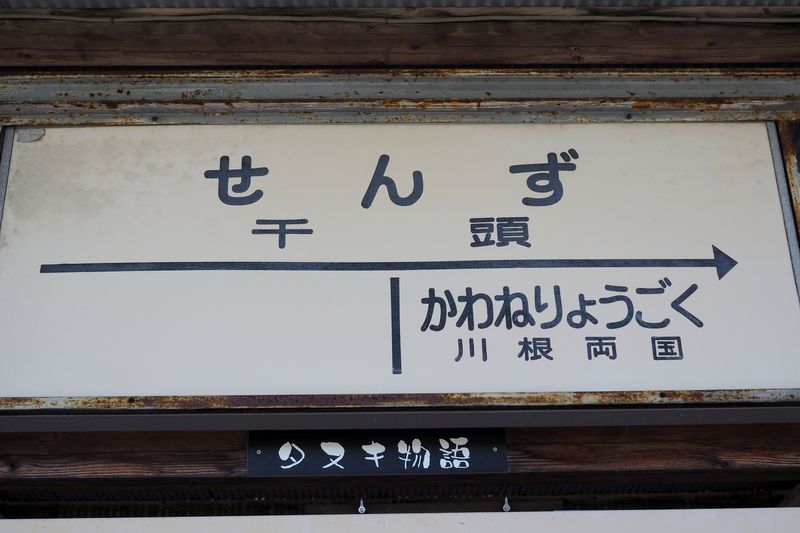 せんず
千頭
かわねりょうごく
川根両国
タヌキ物語